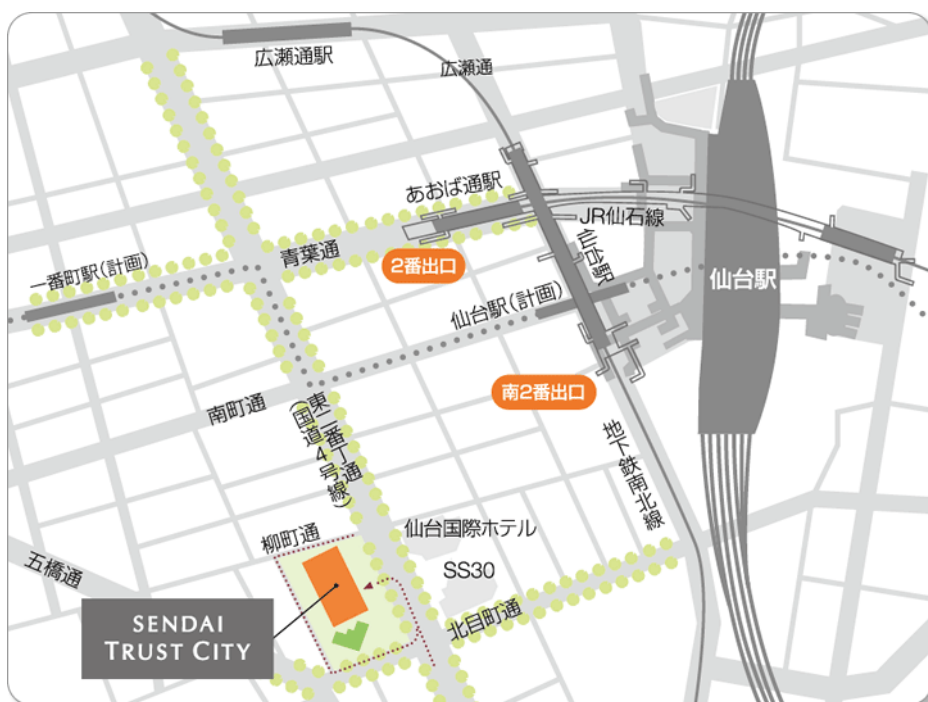 広瀬通駅
広瀬通
あおば通駅
JR仙石線
青葉通
2番出口
一番町駅(計画)
仙台駅
仙台駅
仙台駅(計画)
南2番出口
南町通
東二番丁通
(国道4号線)
地下鉄南北線
柳町通
仙台国際ホテル
SS30
五橋通
北目町通
SENDAI
TRUST CITY